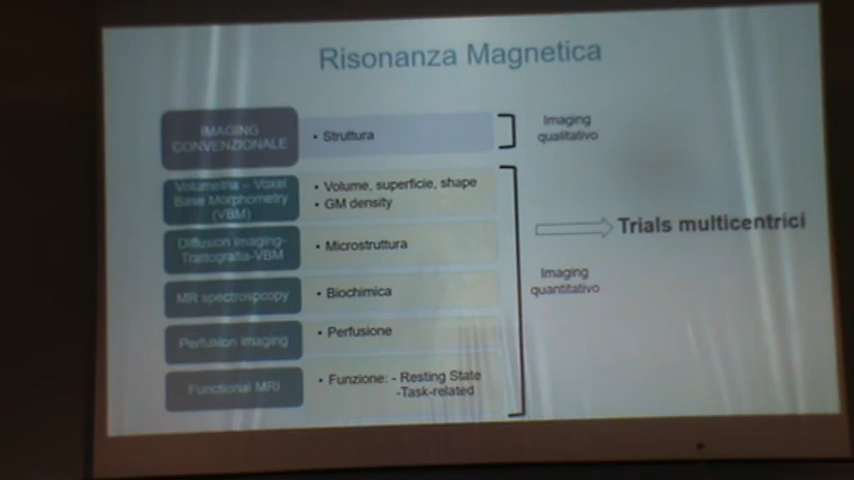 Risonanza Magnetica
IMAGING
CONVENZIONALE
• Struttura
Imaging
qualitativo
Volumetria – Voxel
Base Morphometry
(VBM)
• Volume, superficie, shape
• GM density
Diffusion imaging-
Trattografia-VBM
• Microstruttura
Trials multicentrici
MR spectrospcopy
• Biochimica
Imaging
quantitativo
Perfusion imaging
• Perfusione
Functional MRI
• Funzione: - Resting State
-Task-related